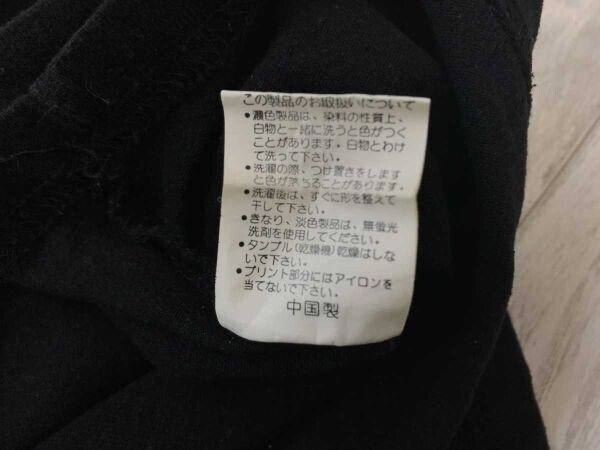 この製品のお取扱いについて
•濃色製品は、染料の性質上、
白物と一緒に洗うと色がつく
ことがあります。白物とわけ
て洗って下さい。
•洗濯の際、つけ置きをします
と色が落ちることがあります。
•洗濯後は、すぐに形を整えて
干して下さい。
•きなり、淡色製品は、無蛍光
洗剤を使用してください。
•タンブル(乾燥機)乾燥はしな
いで下さい。
•プリント部分にはアイロンを
当てないで下さい。
中国製